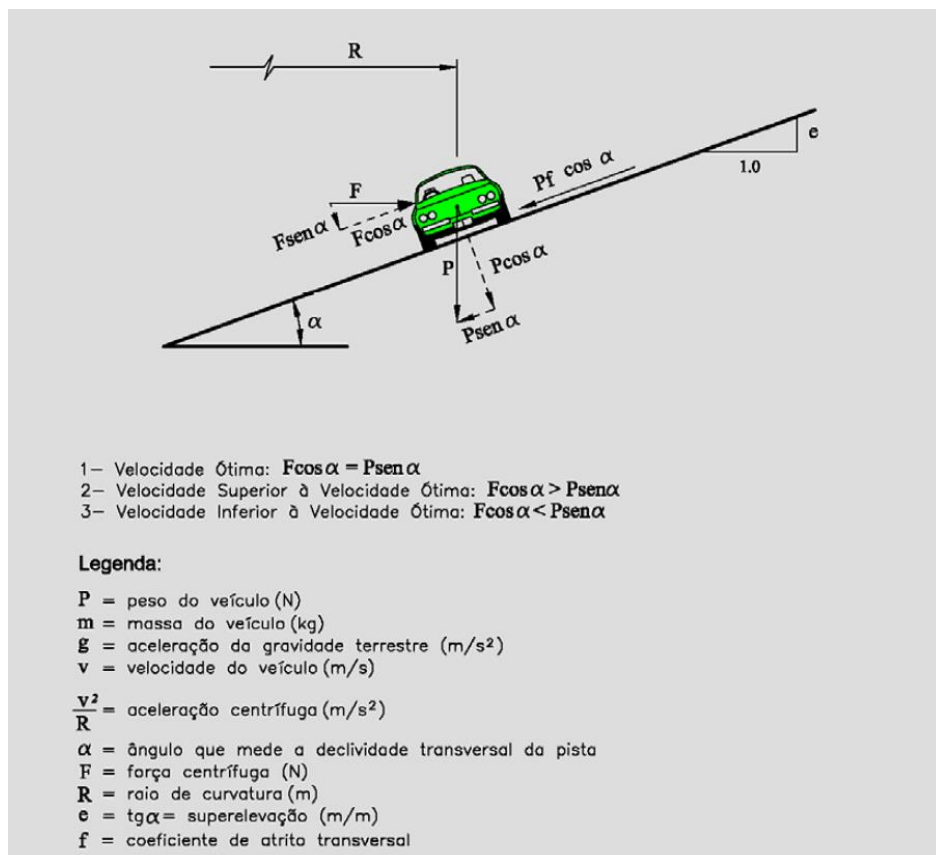 R
e
1.0
Pf cos α
F
Fsen α
Fcos α
P
Pcos α
Psen α
α
1– Velocidade Ótima: Fcos α = Psen α
2– Velocidade Superior à Velocidade Ótima: Fcos α > Psenα
3– Velocidade Inferior à Velocidade Ótima: Fcos α < Psenα
Legenda:
P = peso do veículo (N)
m = massa do veículo (kg)
g = aceleração da gravidade terrestre (m/s²)
v = velocidade do veículo (m/s)
v²/R = aceleração centrífuga (m/s²)
α = ângulo que mede a declividade transversal da pista
F = força centrífuga (N)
R = raio de curvatura (m)
e = tgα = superelevação (m/m)
f = coeficiente de atrito transversal